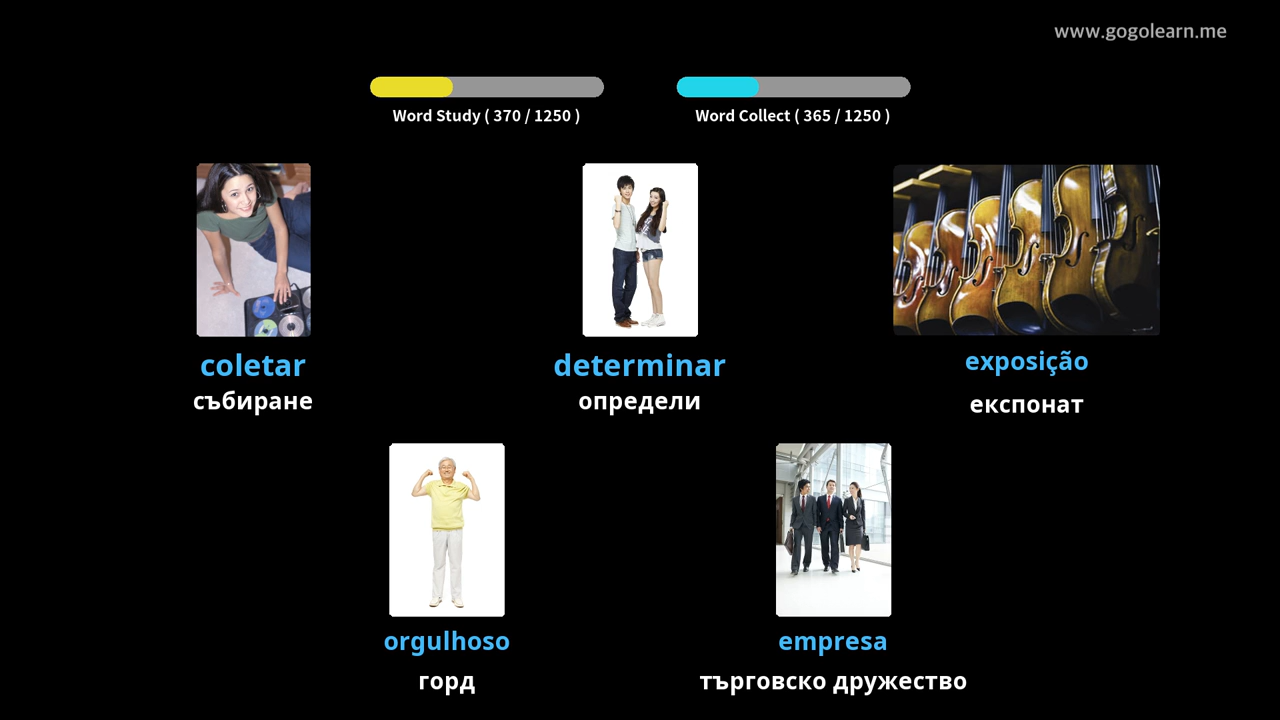 www.gogolearn.me
Word Study ( 370 / 1250 )
Word Collect ( 365 / 1250 )
coletar
събиране
determinar
определи
exposição
експонат
orgulhoso
горд
empresa
търговско дружество